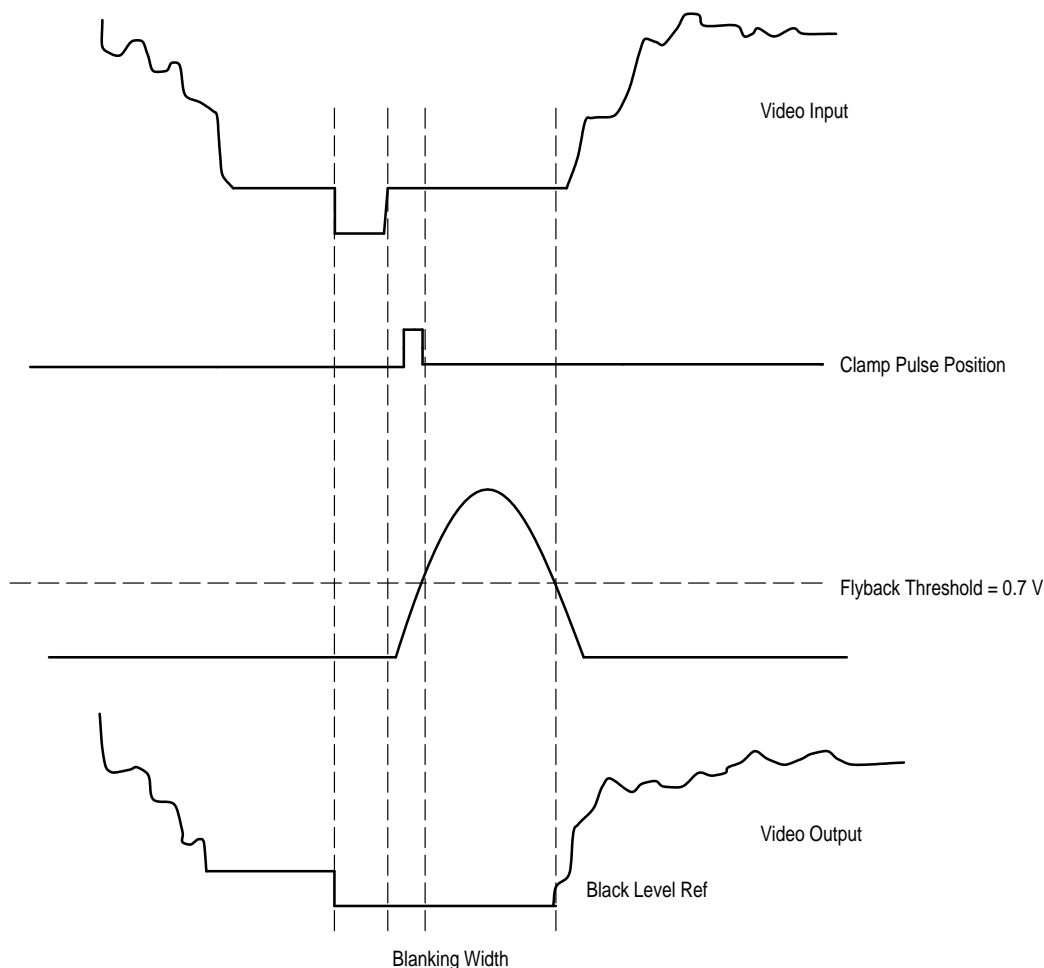 Video Input
Clamp Pulse Position
Flyback Threshold = 0.7 V
Video Output
Black Level Ref
Blanking Width